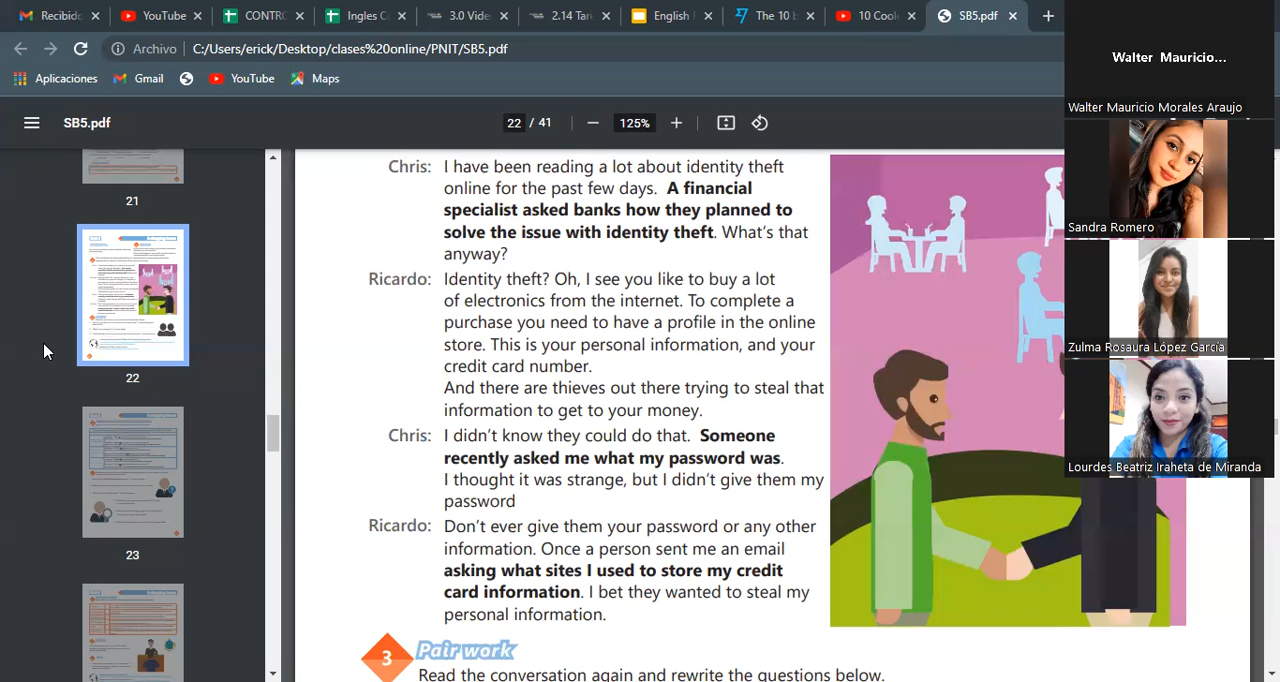 Recibid
YouTube
CONTRO
Ingles C
3.0 Vide
2.14 Tar
English F
The 10 b
10 Cool
SB5.pdf
Archivo
C:/Users/erick/Desktop/clases%20online/PNIT/SB5.pdf
Aplicaciones
Gmail
YouTube
Maps
SB5.pdf
22 / 41
125%
21
22
23
Chris: I have been reading a lot about identity theft
online for the past few days. A financial
specialist asked banks how they planned to
solve the issue with identity theft. What's that
anyway?
Ricardo: Identity theft? Oh, I see you like to buy a lot
of electronics from the internet. To complete a
purchase you need to have a profile in the online
store. This is your personal information, and your
credit card number.
And there are thieves out there trying to steal that
information to get to your money.
Chris: I didn't know they could do that. Someone
recently asked me what my password was.
I thought it was strange, but I didn't give them my
password
Ricardo: Don't ever give them your password or any other
information. Once a person sent me an email
asking what sites I used to store my credit
card information. I bet they wanted to steal my
personal information.
3 Pair work
Read the conversation again and rewrite the questions below.
Walter Mauricio...
Walter Mauricio Morales Araujo
Sandra Romero
Zulma Rosaura López García
Lourdes Beatriz Iraheta de Miranda